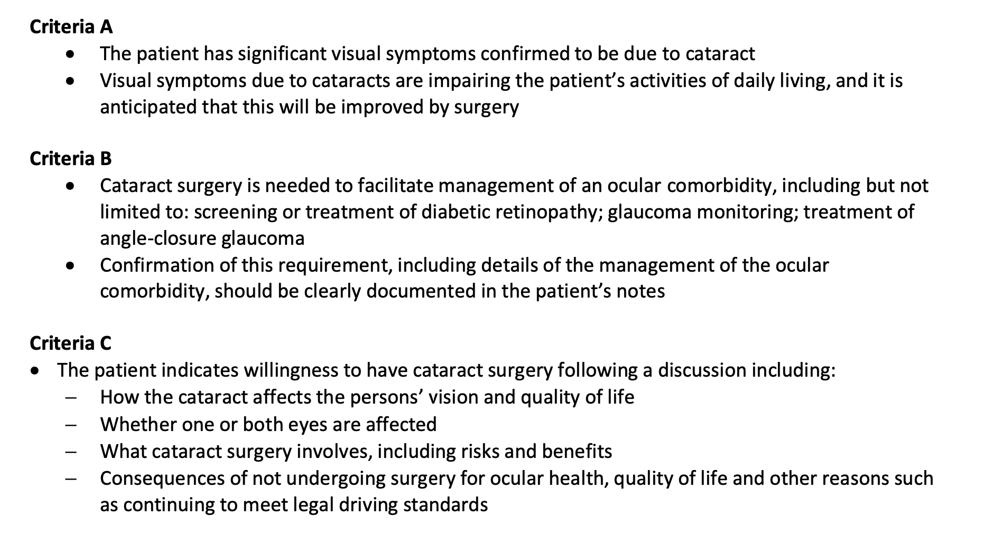 Criteria A
• The patient has significant visual symptoms confirmed to be due to cataract
• Visual symptoms due to cataracts are impairing the patient’s activities of daily living, and it is
anticipated that this will be improved by surgery
Criteria B
• Cataract surgery is needed to facilitate management of an ocular comorbidity, including but not
limited to: screening or treatment of diabetic retinopathy; glaucoma monitoring; treatment of
angle-closure glaucoma
• Confirmation of this requirement, including details of the management of the ocular
comorbidity, should be clearly documented in the patient’s notes
Criteria C
• The patient indicates willingness to have cataract surgery following a discussion including:
– How the cataract affects the persons’ vision and quality of life
– Whether one or both eyes are affected
– What cataract surgery involves, including risks and benefits
– Consequences of not undergoing surgery for ocular health, quality of life and other reasons such
as continuing to meet legal driving standards